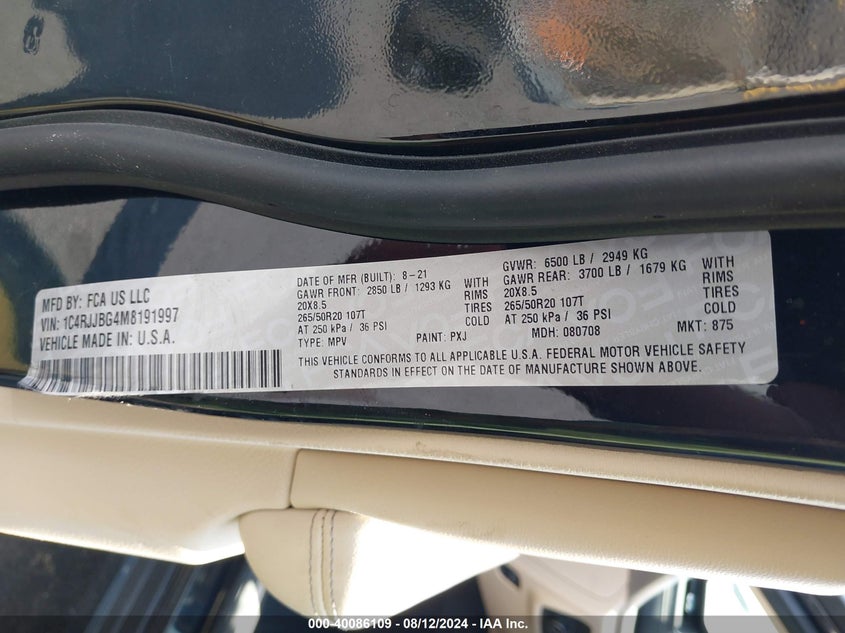 MFD BY: FCA US LLC
VIN: 1C4RJJBG4M8191997
VEHICLE MADE IN: U.S.A.
DATE OF MFR (BUILT): 8-21
GAWR FRONT: 2850 LB / 1293 KG WITH
20X8.5 RIMS
265/50R20 107T TIRES
AT 250 kPa / 36 PSI COLD
TYPE: MPV PAINT: PXJ
GVWR: 6500 LB / 2949 KG
GAWR REAR: 3700 LB / 1679 KG WITH
20X8.5 RIMS
265/50R20 107T TIRES
AT 250 kPa / 36 PSI COLD
MDH: 080708 MKT: 875
THIS VEHICLE CONFORMS TO ALL APPLICABLE U.S.A. FEDERAL MOTOR VEHICLE SAFETY
STANDARDS IN EFFECT ON THE DATE OF MANUFACTURE SHOWN ABOVE.
000-40086109 - 08/12/2024 - IAA Inc.